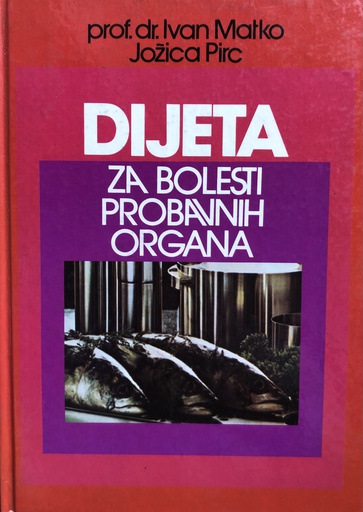 prof. dr. Ivan Matko
Jožica Pirc
DIJETA
ZA BOLESTI
PROBAVNIH
ORGANA